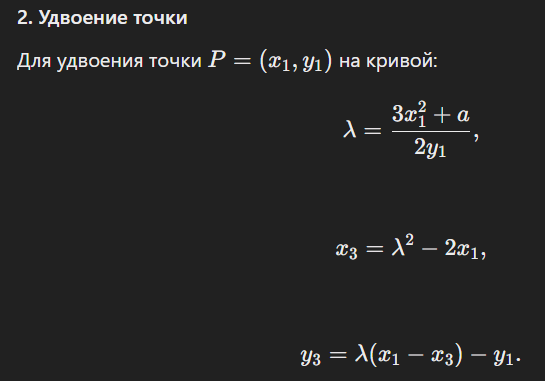 2. Удвоение точки
Для удвоения точки P = (x₁, y₁) на кривой:
λ = (3x₁² + a) / (2y₁),
x₃ = λ² − 2x₁,
y₃ = λ(x₁ − x₃) − y₁.